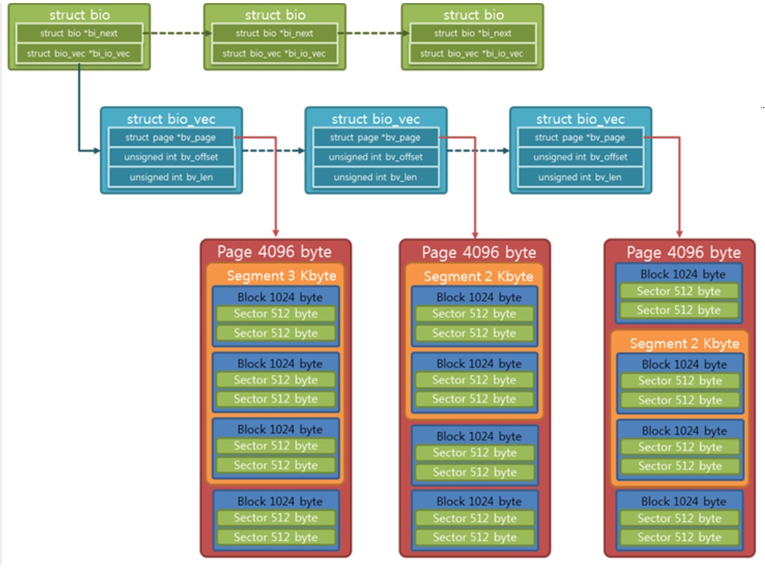 struct bio
struct bio *bi_next
struct bio_vec *bi_io_vec
struct bio
struct bio *bi_next
struct bio_vec *bi_io_vec
struct bio
struct bio *bi_next
struct bio_vec *bi_io_vec
struct bio_vec
struct page *bv_page
unsigned int bv_offset
unsigned int bv_len
struct bio_vec
struct page *bv_page
unsigned int bv_offset
unsigned int bv_len
struct bio_vec
struct page *bv_page
unsigned int bv_offset
unsigned int bv_len
Page 4096 byte
Segment 3 Kbyte
Block 1024 byte
Sector 512 byte
Sector 512 byte
Block 1024 byte
Sector 512 byte
Sector 512 byte
Block 1024 byte
Sector 512 byte
Sector 512 byte
Block 1024 byte
Sector 512 byte
Sector 512 byte
Page 4096 byte
Segment 2 Kbyte
Block 1024 byte
Sector 512 byte
Sector 512 byte
Block 1024 byte
Sector 512 byte
Sector 512 byte
Block 1024 byte
Sector 512 byte
Sector 512 byte
Block 1024 byte
Sector 512 byte
Sector 512 byte
Page 4096 byte
Block 1024 byte
Sector 512 byte
Sector 512 byte
Segment 2 Kbyte
Block 1024 byte
Sector 512 byte
Sector 512 byte
Block 1024 byte
Sector 512 byte
Sector 512 byte
Block 1024 byte
Sector 512 byte
Sector 512 byte